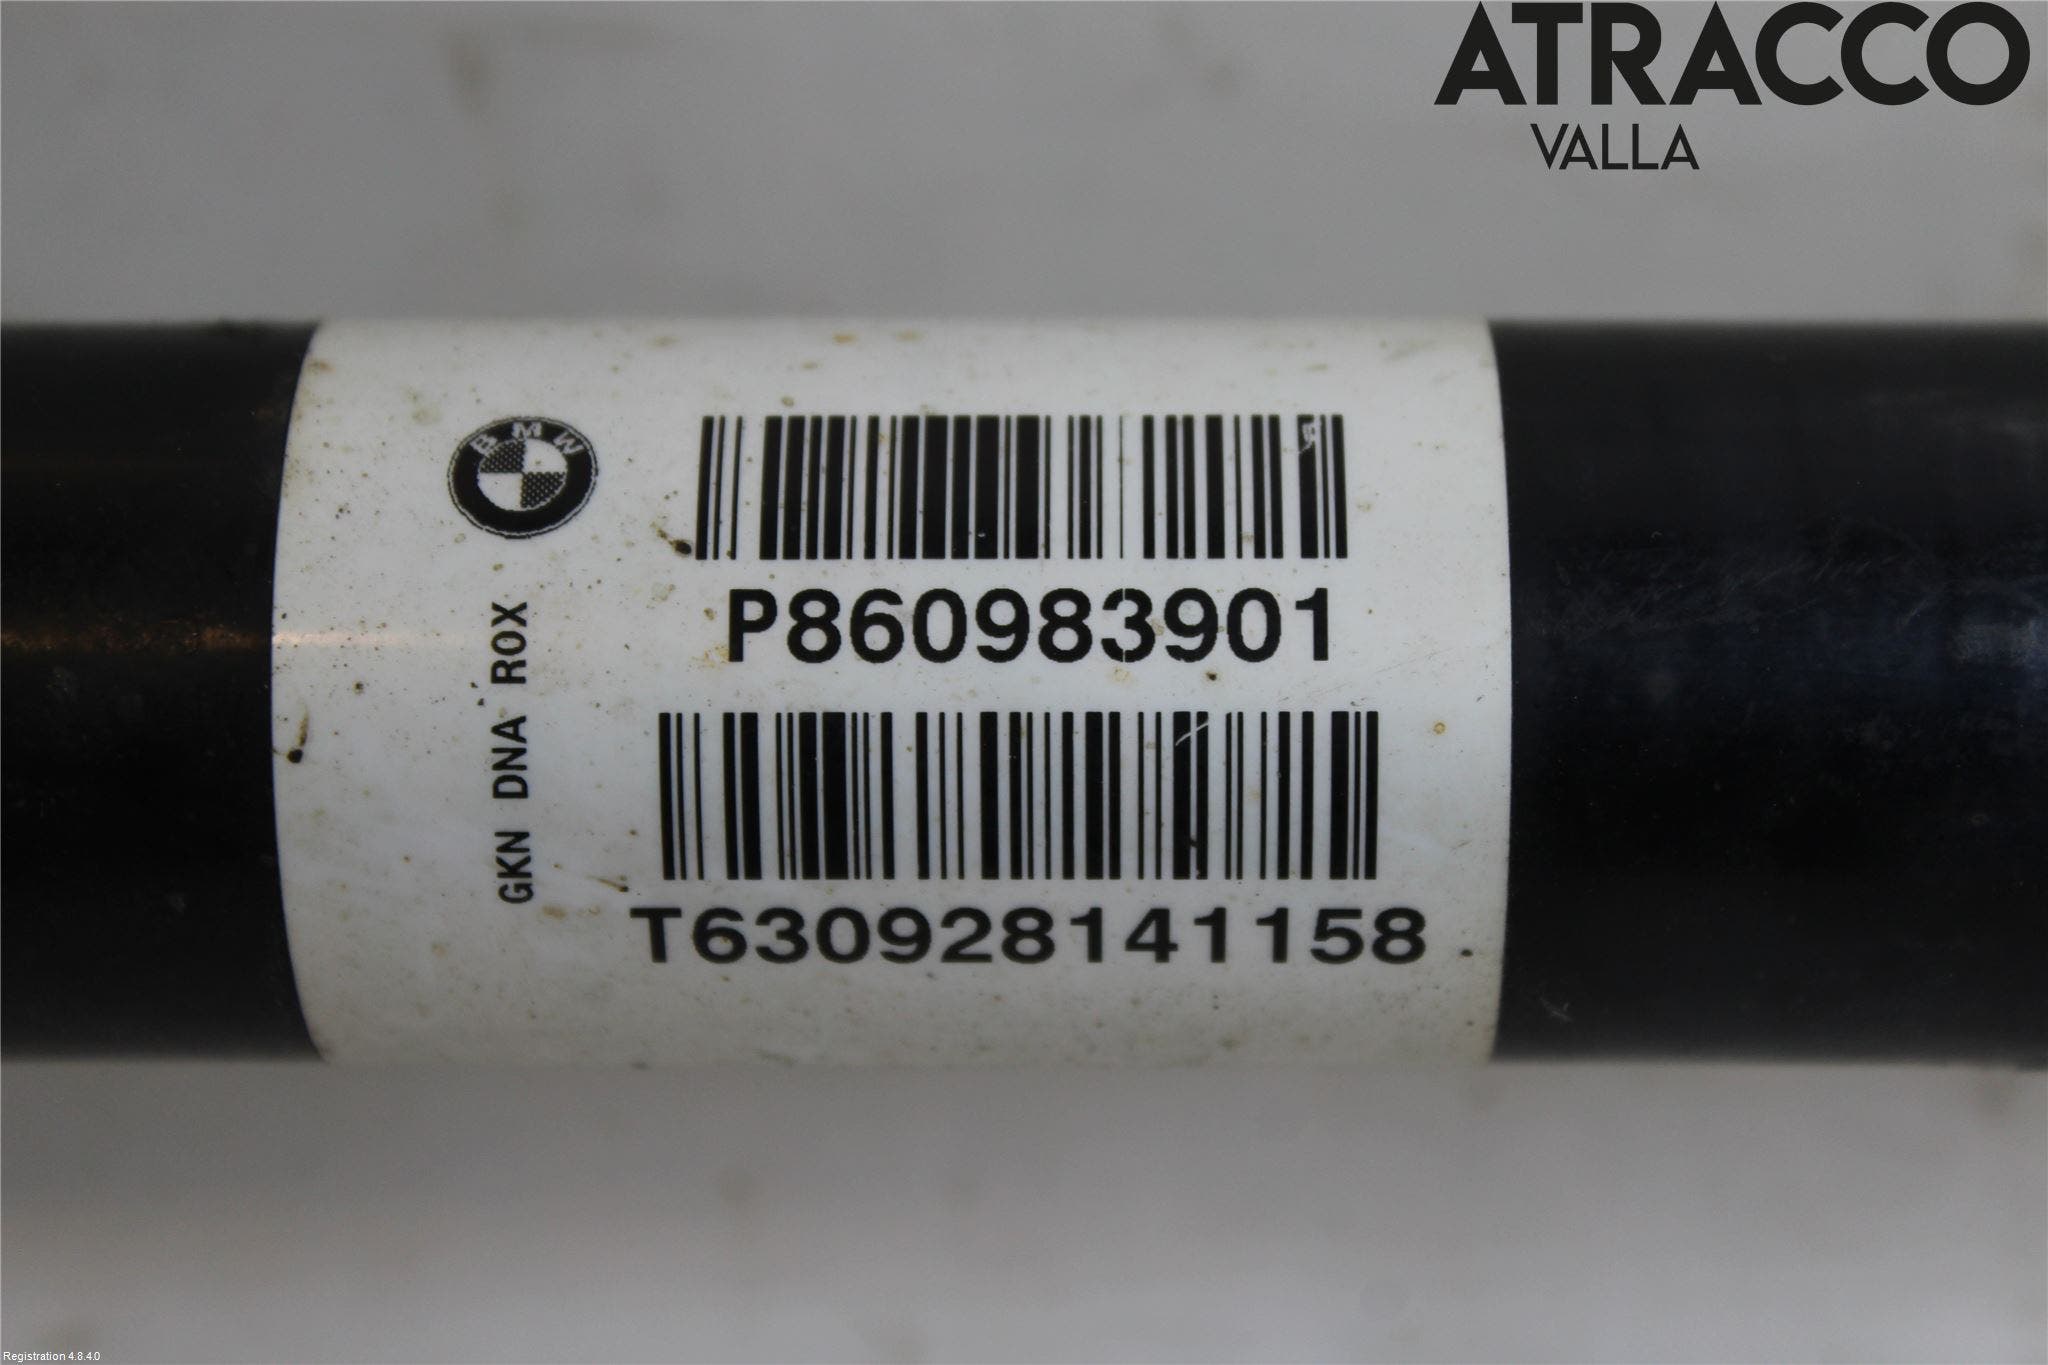 ATRACCO
VALLA
BMW
P860983901
GKN DNA ROX
T630928141158
Registration 4.8.4.0